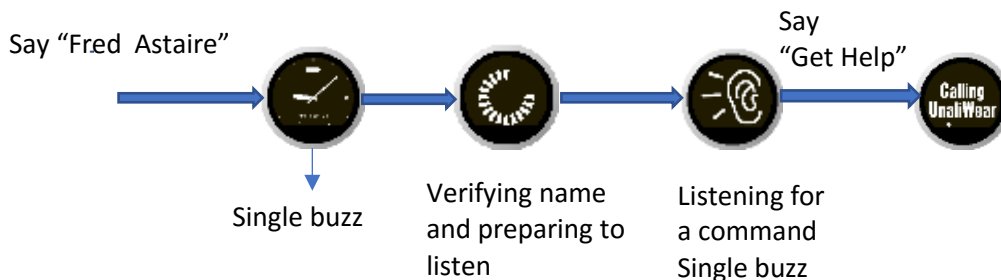 Say “Fred Astaire”
Say
“Get Help”
Calling
UnaliWear
Single buzz
Verifying name
and preparing to
listen
Listening for
a command
Single buzz